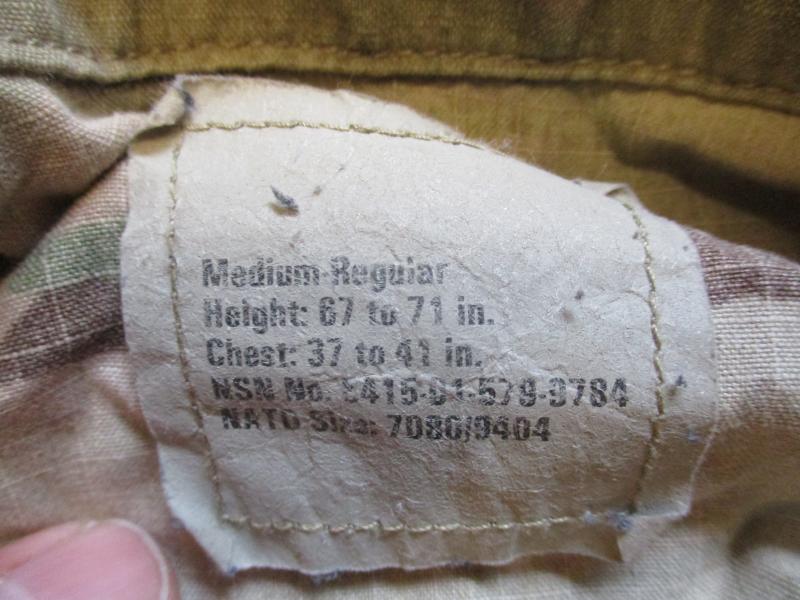 Medium-Regular
Height: 67 to 71 in.
Chest: 37 to 41 in.
NSN No. 8415-01-579-9784
NATO Size: 7080/9404